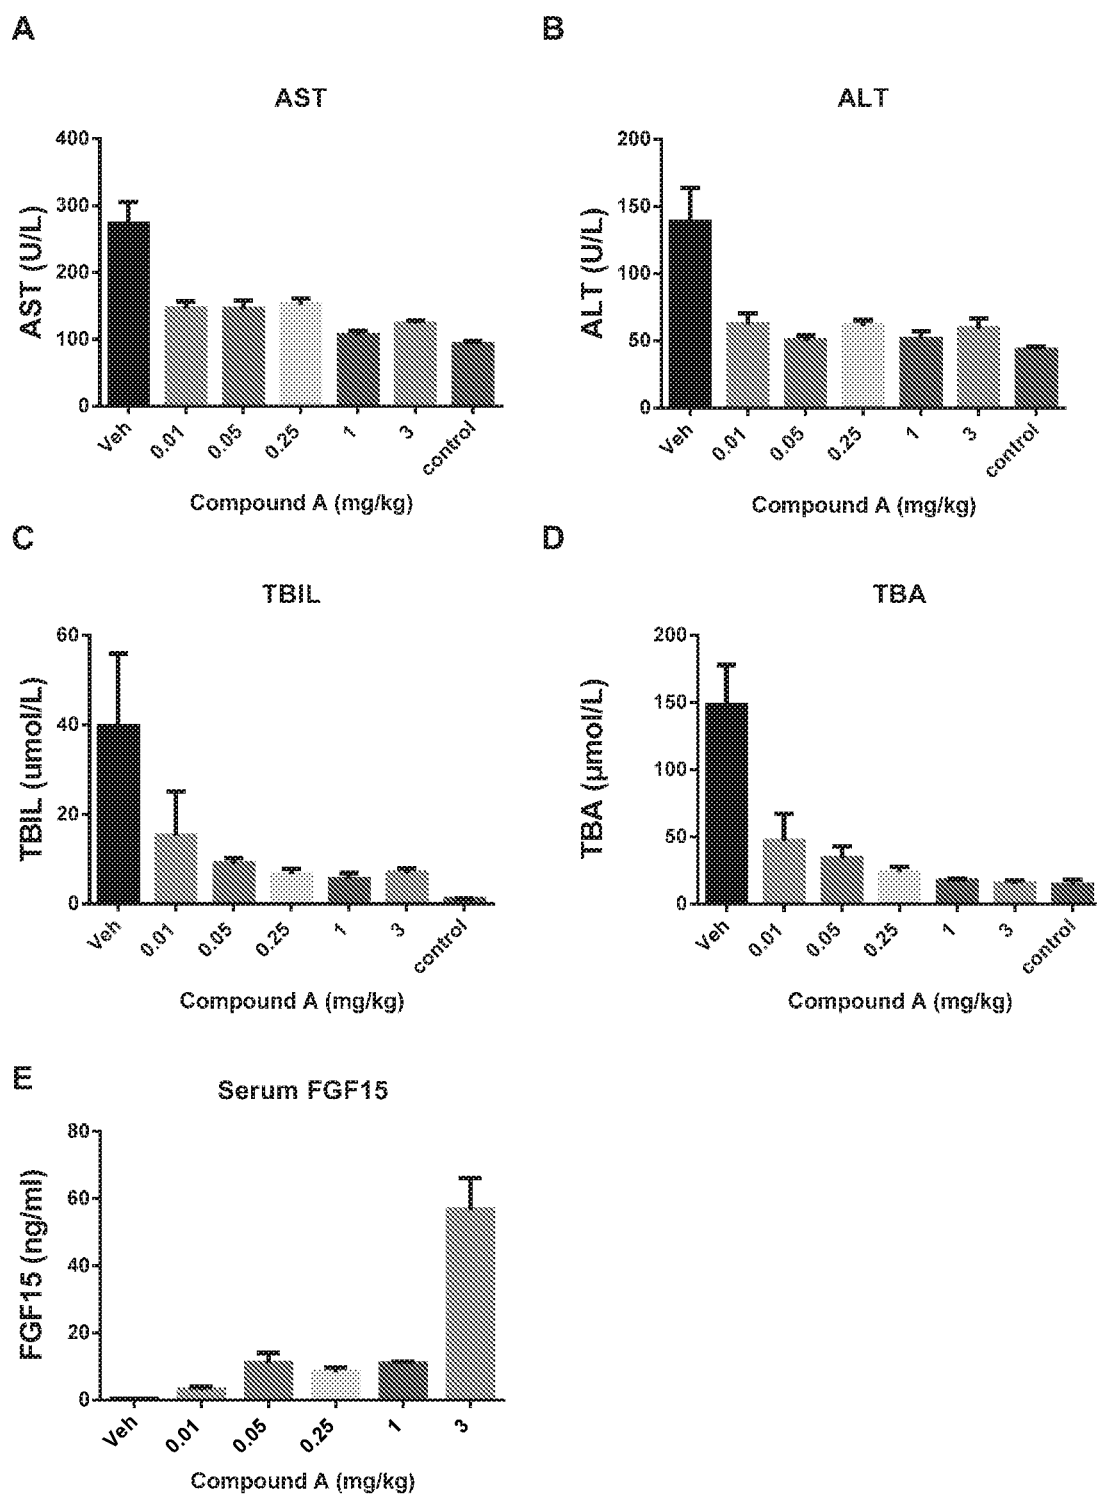 A
AST
AST (U/L)
400
300
200
100
0
Veh
0.01
0.05
0.25
1
3
control
Compound A (mg/kg)
B
ALT
ALT (U/L)
200
150
100
50
0
Veh
0.01
0.05
0.25
1
3
control
Compound A (mg/kg)
C
TBIL
TBIL (umol/L)
60
40
20
0
Veh
0.01
0.05
0.25
1
3
control
Compound A (mg/kg)
D
TBA
TBA (µmol/L)
200
150
100
50
0
Veh
0.01
0.05
0.25
1
3
control
Compound A (mg/kg)
E
Serum FGF15
FGF15 (ng/ml)
80
60
40
20
0
Veh
0.01
0.05
0.25
1
3
Compound A (mg/kg)